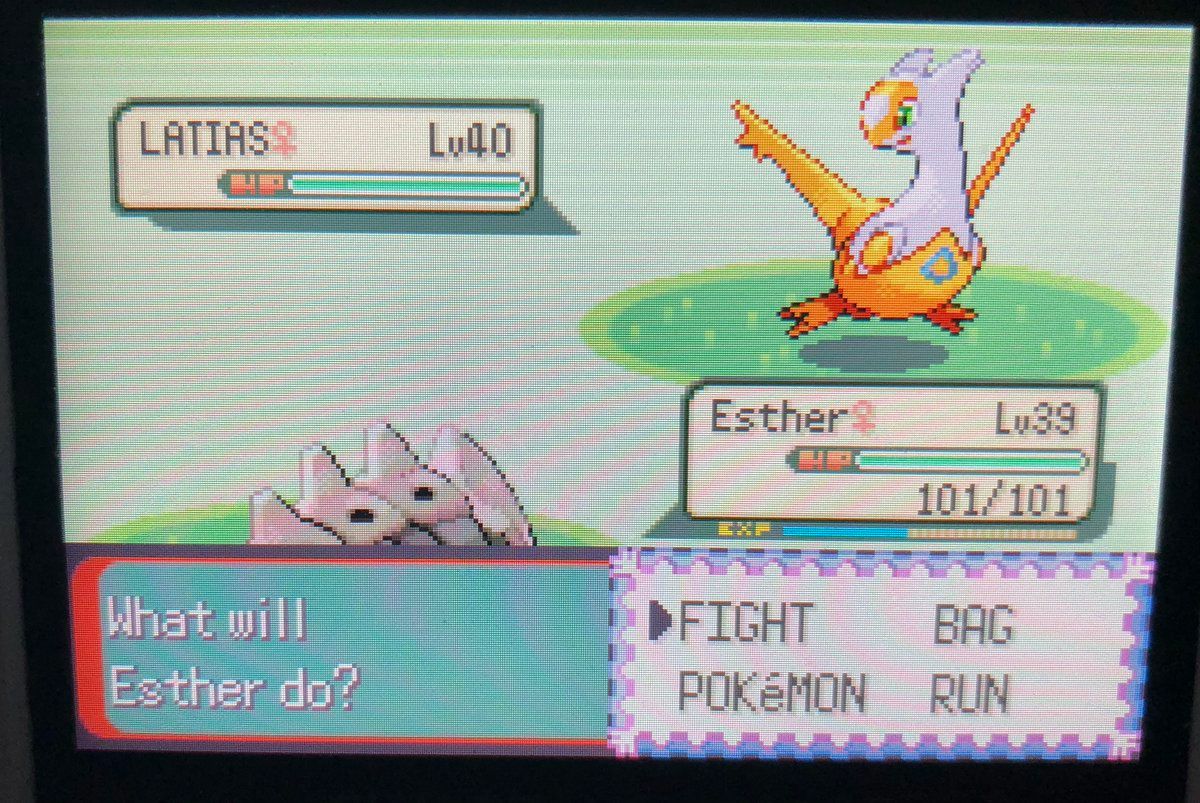 LATIAS♀ Lv40
HP
Esther♀ Lv39
HP
101/101
EXP
What will
Esther do?
FIGHT BAG
POKéMON RUN